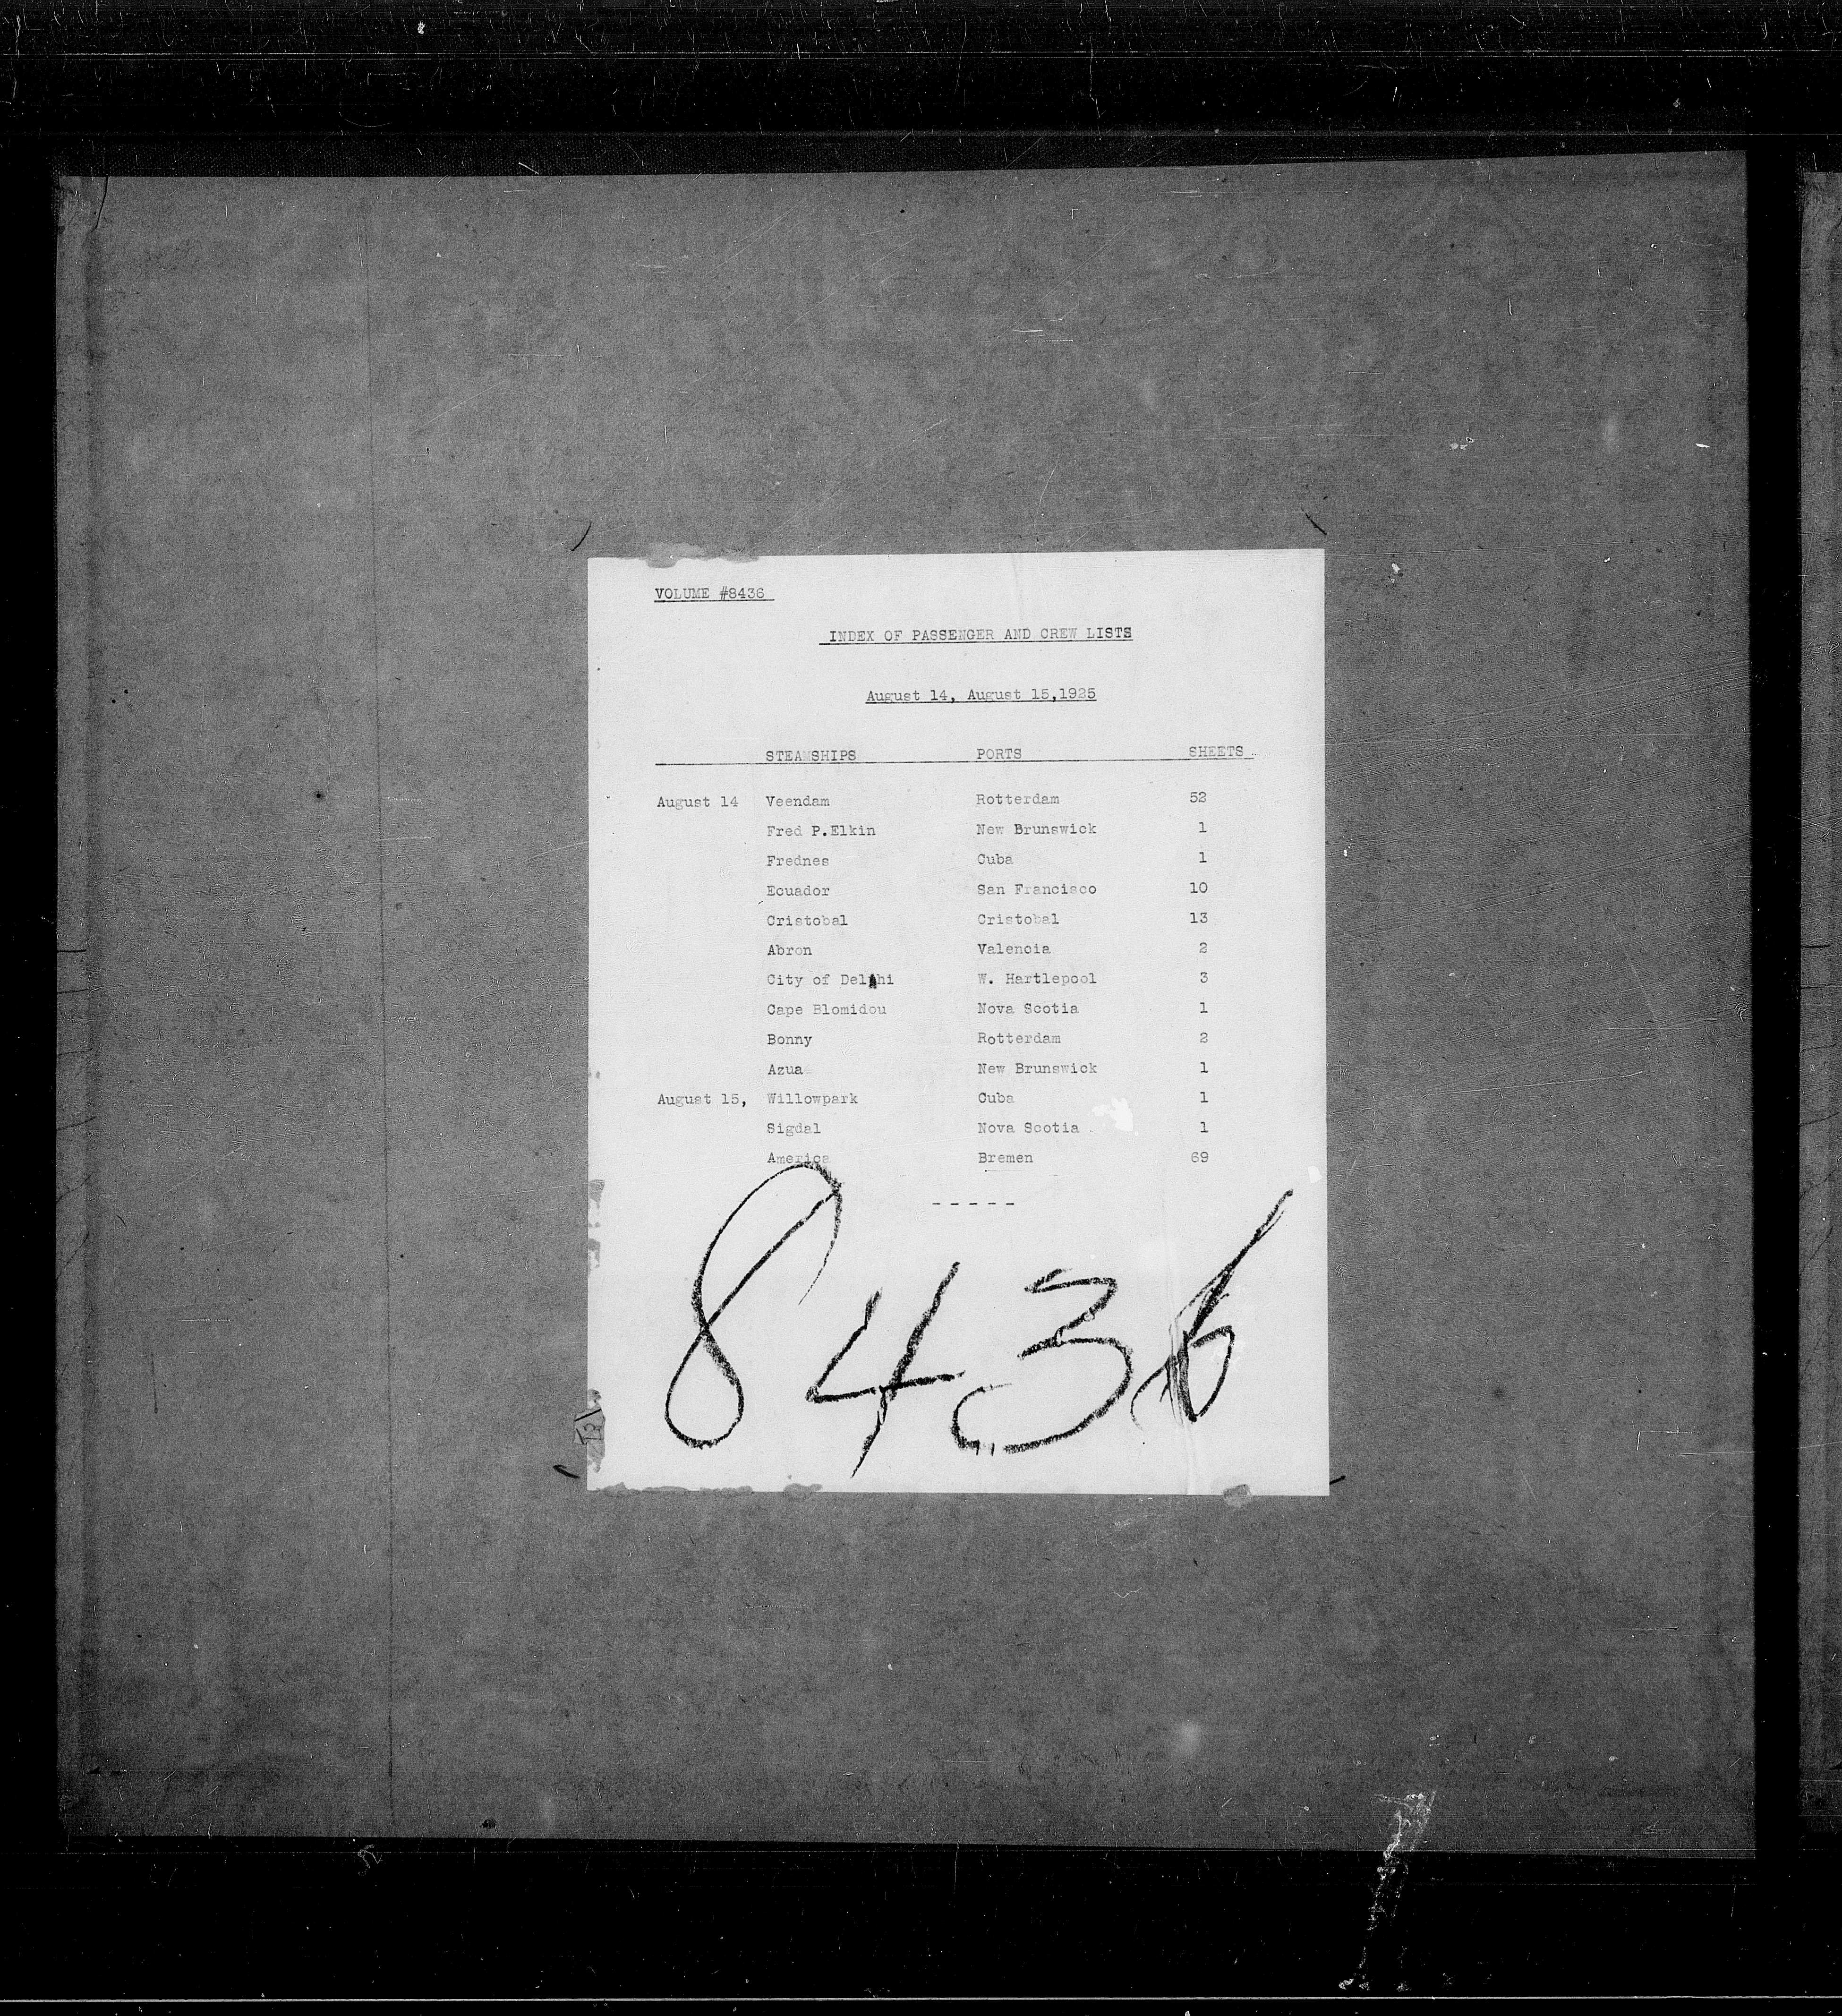 VOLUME #8436
INDEX OF PASSENGER AND CREW LISTS
August 14, August 15,1925
STEAMSHIPS PORTS SHEETS
August 14 Veendam Rotterdam 52
Fred P.Elkin New Brunswick 1
Frednes Cuba 1
Ecuador San Francisco 10
Cristobal Cristobal 13
Abron Valencia 2
City of Delhi W. Hartlepool 3
Cape Blomidou Nova Scotia 1
Bonny Rotterdam 2
Azua New Brunswick 1
August 15, Willowpark Cuba 1
Sigdal Nova Scotia 1
America Bremen 69
- - - - -
8436